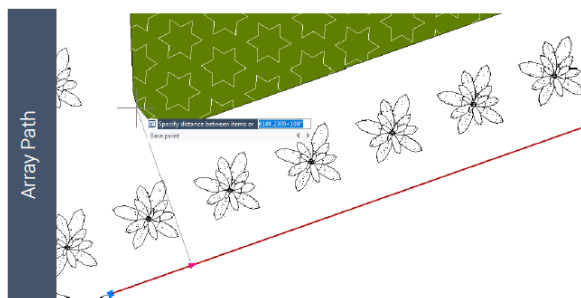 Array Path
Specify distance between items or
Base point